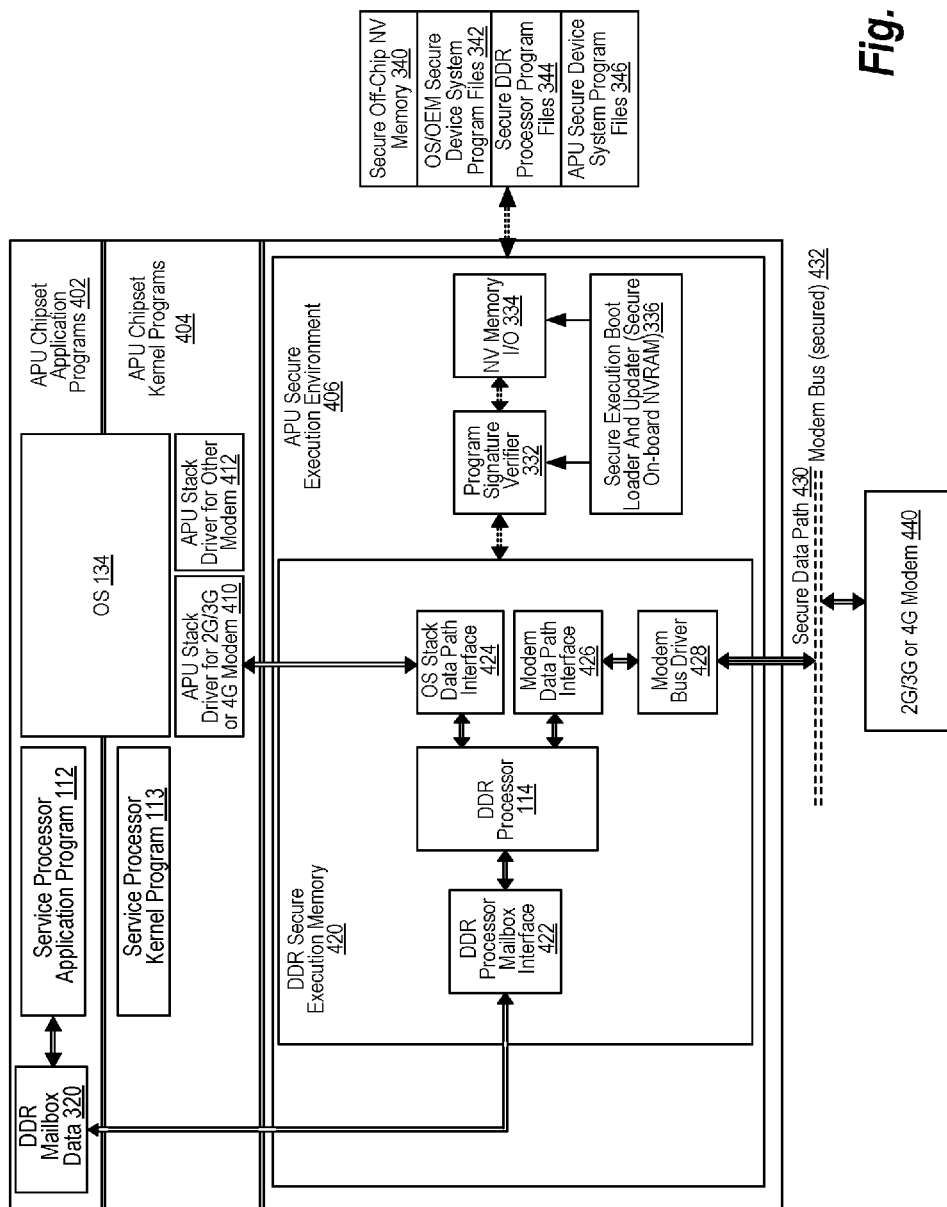 DDR
Mailbox
Data 320
Service Processor
Application Program 112
Service Processor
Kernel Program 113
OS 134
APU Stack
Driver for 2G/3G
or 4G Modem 410
APU Stack
Driver for Other
Modem 412
APU Chipset
Application
Programs 402
APU Chipset
Kernel Programs
404
DDR Secure
Execution Memory
420
DDR
Processor
Mailbox
Interface
422
DDR
Processor
114
OS Stack
Data Path
Interface
424
Modem
Data Path
Interface
426
Modem
Bus Driver
428
APU Secure
Execution Environment
406
Program
Signature
Verifier
332
NV Memory
I/O 334
Secure Execution Boot
Loader And Updater (Secure
On-board NVRAM)336
Secure Off-Chip NV
Memory 340
OS/OEM Secure
Device System
Program Files 342
Secure DDR
Processor Program
Files 344
APU Secure Device
System Program
Files 346
Secure Data Path 430
Modem Bus (secured) 432
2G/3G or 4G Modem 440
Fig.